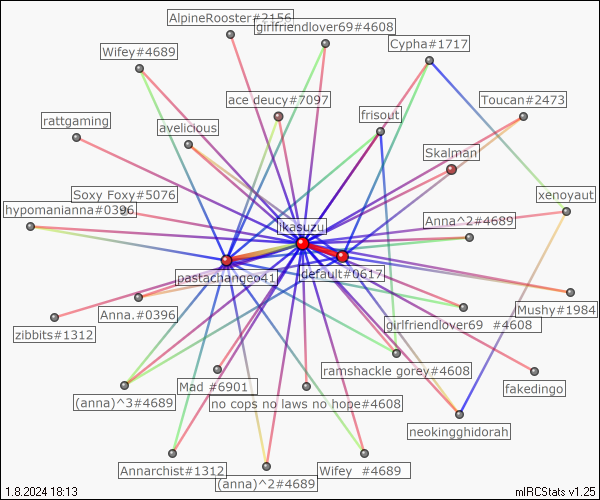 AlpineRooster#2156
girlfriendlover69#4608
Cypha#1717
Wifey#4689
ace deucy#7097
Toucan#2473
frisout
rattgaming
avelicious
Skalman
Soxy Foxy#5076
xenoyaut
hypomanianna#0396
Anna^2#4689
ikasuzu
default#0617
pastachangeo41
Mushy#1984
Anna.#0396
girlfriendlover69 #4608
zibbits#1312
ramshackle gorey#4608
Mad #6901
fakedingo
(anna)^3#4689
no cops no laws no hope#4608
neokingghidorah
Annarchist#1312
Wifey #4689
(anna)^2#4689
1.8.2024 18:13
mIRCStats v1.25